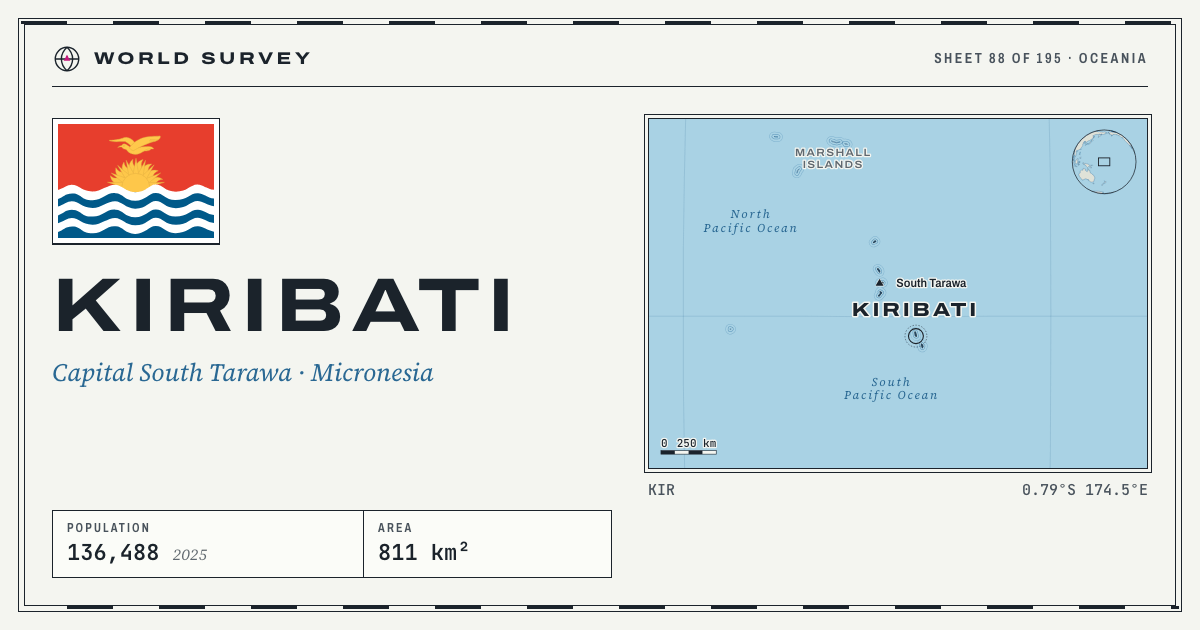 WORLD SURVEY
SHEET 88 OF 195 · OCEANIA
KIRIBATI
Capital South Tarawa · Micronesia
POPULATION
136,488 2025
AREA
811 km²
MARSHALL
ISLANDS
North
Pacific Ocean
South Tarawa
KIRIBATI
South
Pacific Ocean
0 250 km
KIR
0.79°S 174.5°E